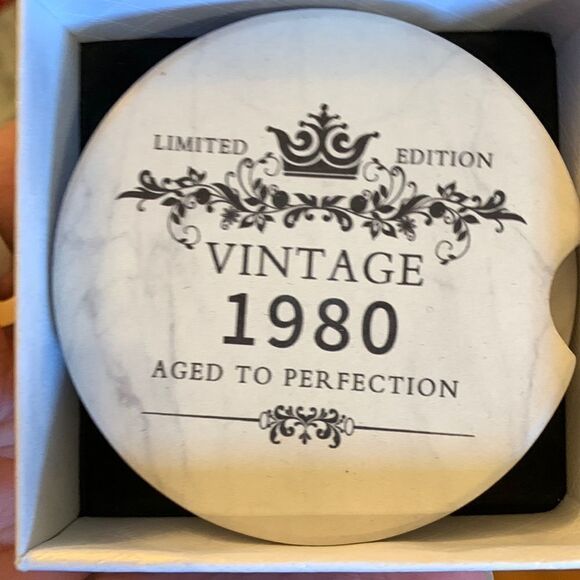 LIMITED EDITION
VINTAGE
1980
AGED TO PERFECTION